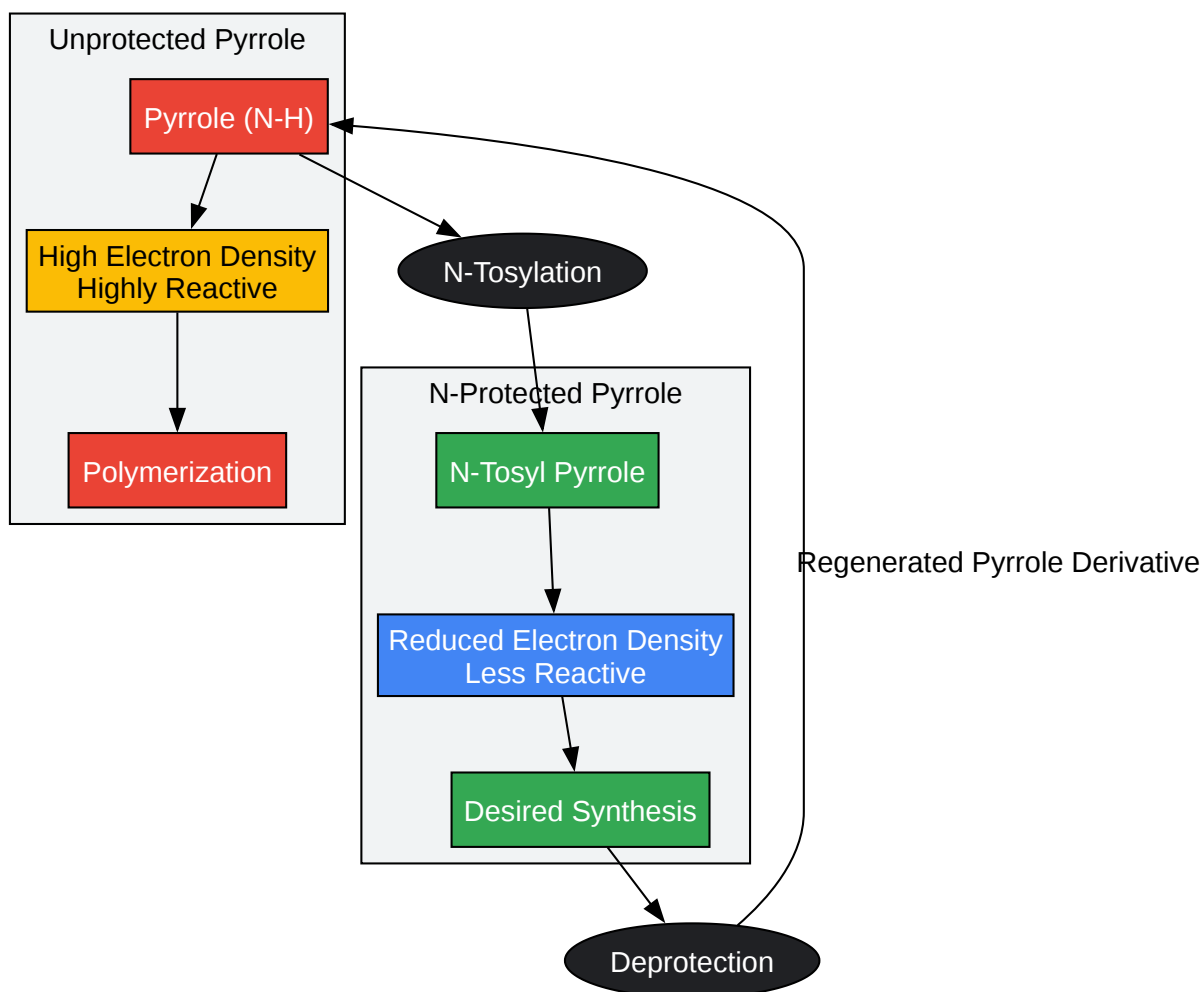 Unprotected Pyrrole
Pyrrole (N-H)
High Electron Density
Highly Reactive
N-Tosylation
N-Protected Pyrrole
Polymerization
N-Tosyl Pyrrole
Regenerated Pyrrole Derivative
Reduced Electron Density
Less Reactive
Desired Synthesis
Deprotection